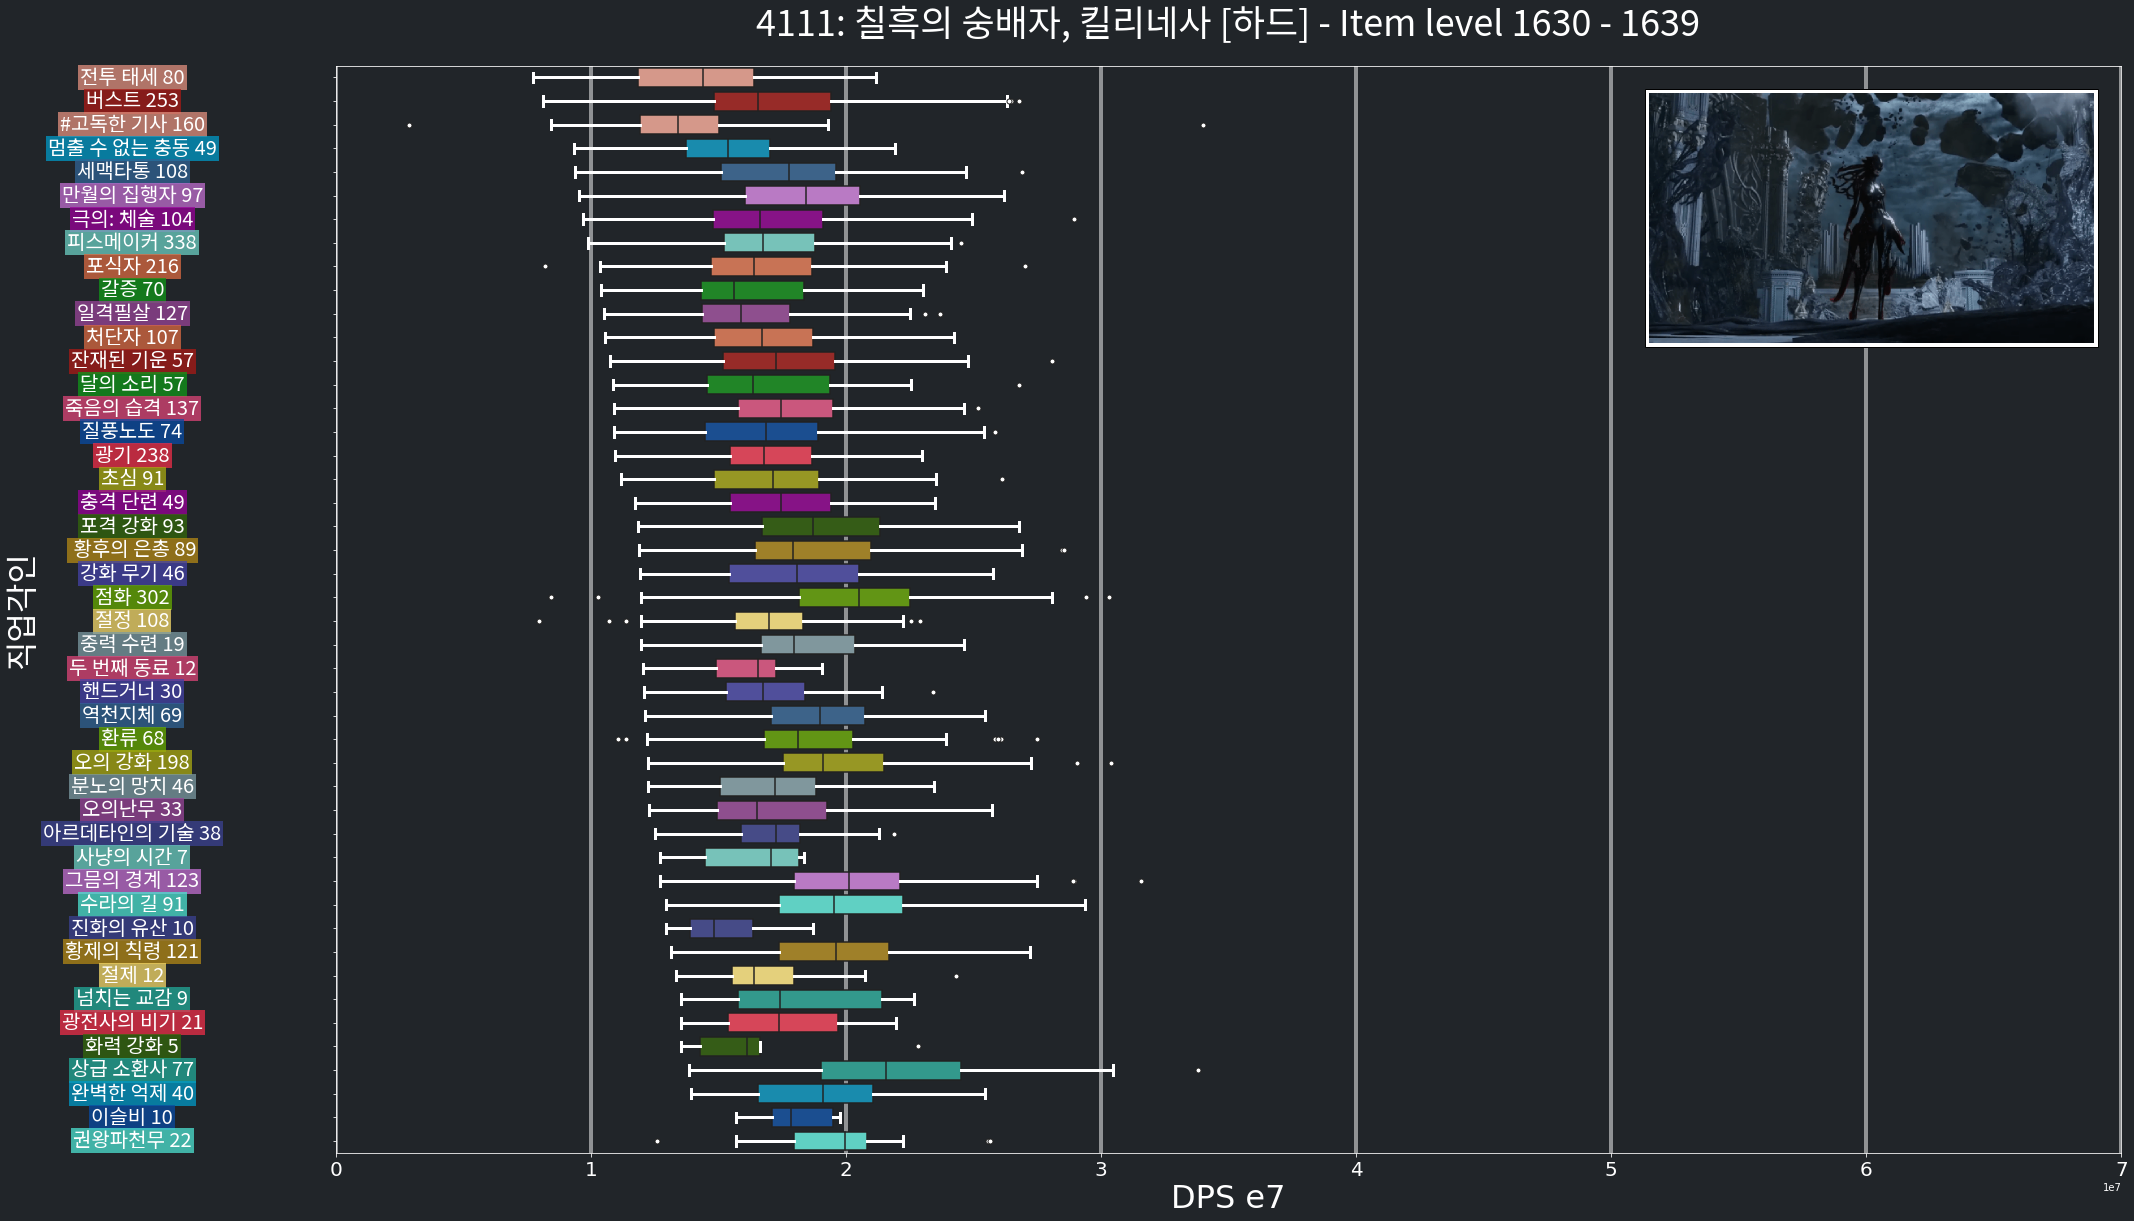 4111: 칠흑의 숭배자, 킬리네사 [하드] - Item level 1630 - 1639
직업각인
전투 태세 80
버스트 253
#고독한 기사 160
멈출 수 없는 충동 49
세맥타통 108
만월의 집행자 97
극의: 체술 104
피스메이커 338
포식자 216
갈증 70
일격필살 127
처단자 107
잔재된 기운 57
달의 소리 57
죽음의 습격 137
질풍노도 74
광기 238
초심 91
충격 단련 49
포격 강화 93
황후의 은총 89
강화 무기 46
점화 302
절정 108
중력 수련 19
두 번째 동료 12
핸드거너 30
역천지체 69
환류 68
오의 강화 198
분노의 망치 46
오의난무 33
아르데타인의 기술 38
사냥의 시간 7
그믐의 경계 123
수라의 길 91
진화의 유산 10
황제의 칙령 121
절제 12
넘치는 교감 9
광전사의 비기 21
화력 강화 5
상급 소환사 77
완벽한 억제 40
이슬비 10
권왕파천무 22
0 1 2 3 4 5 6 7
1e7
DPS e7